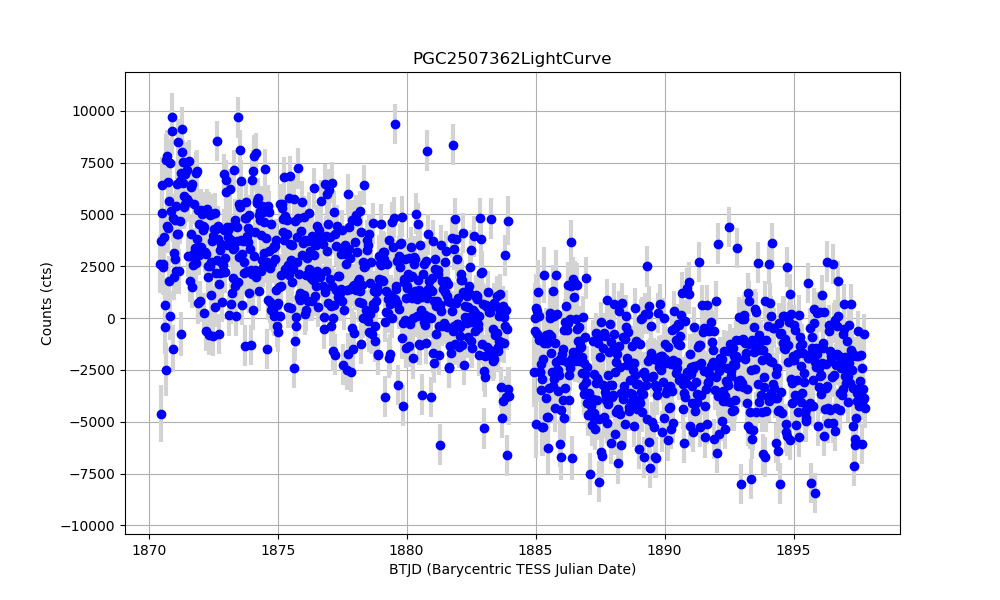 PGC2507362LightCurve
10000
7500
5000
2500
0
−2500
−5000
−7500
−10000
Counts (cts)
1870 1875 1880 1885 1890 1895
BTJD (Barycentric TESS Julian Date)